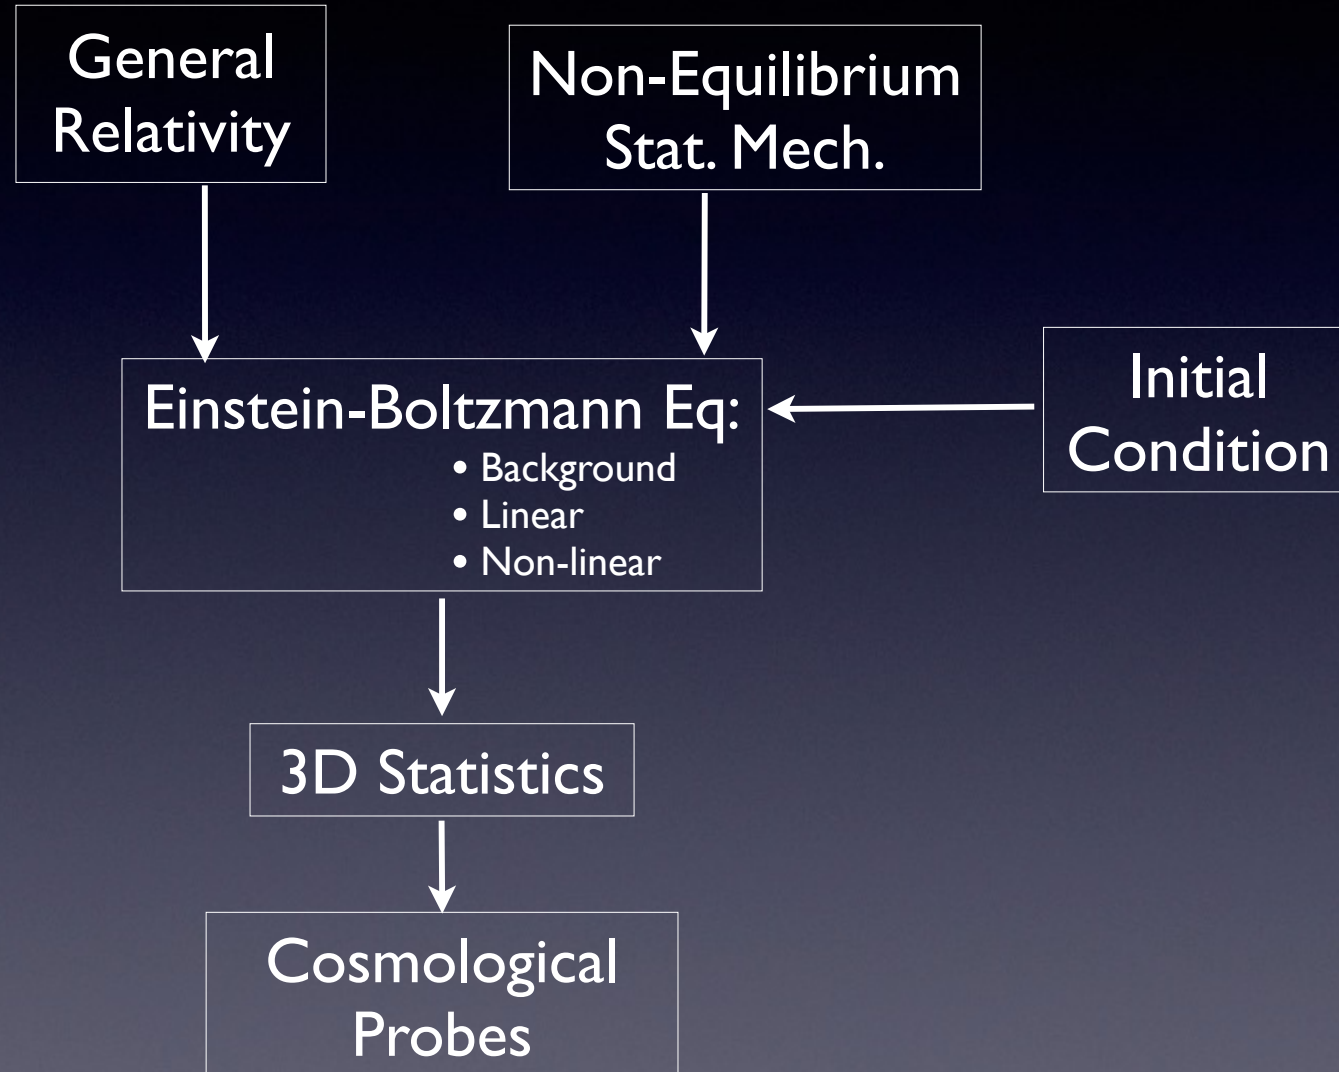 General
Relativity
Non-Equilibrium
Stat. Mech.
Einstein-Boltzmann Eq:
• Background
• Linear
• Non-linear
Initial
Condition
3D Statistics
Cosmological
Probes